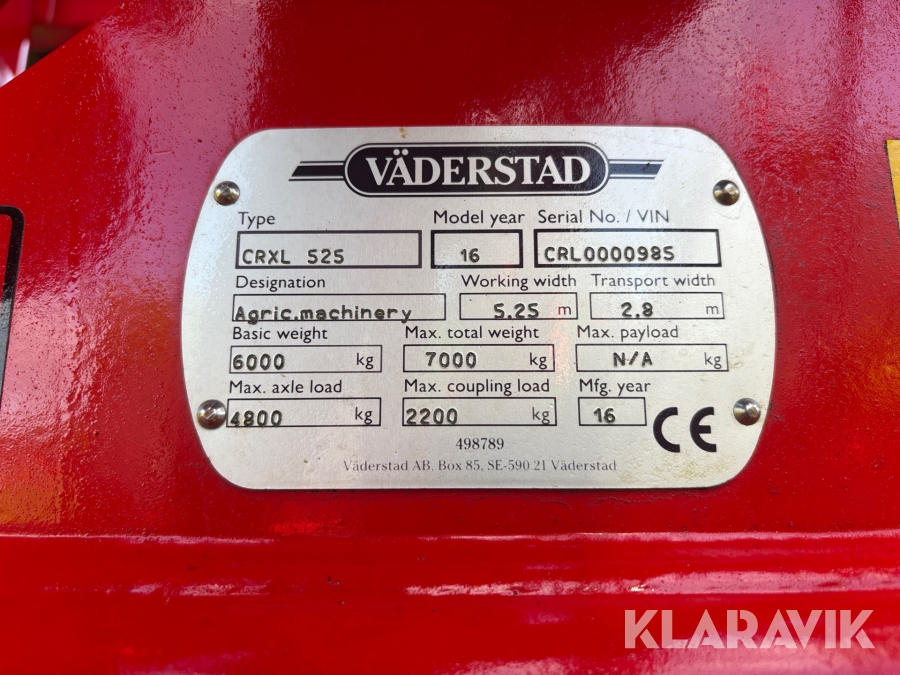 VÄDERSTAD
Type Model year Serial No. / VIN
CRXL 525 16 CRL0000985
Designation Working width Transport width
Agric.machinery 5.25 m 2.8 m
Basic weight Max. total weight Max. payload
6000 kg 7000 kg N/A kg
Max. axle load Max. coupling load Mfg. year
4800 kg 2200 kg 16 CE
498789
Väderstad AB, Box 85, SE-590 21 Väderstad
KLARAVIK